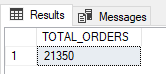 Results Messages
TOTAL_ORDERS
1 21350